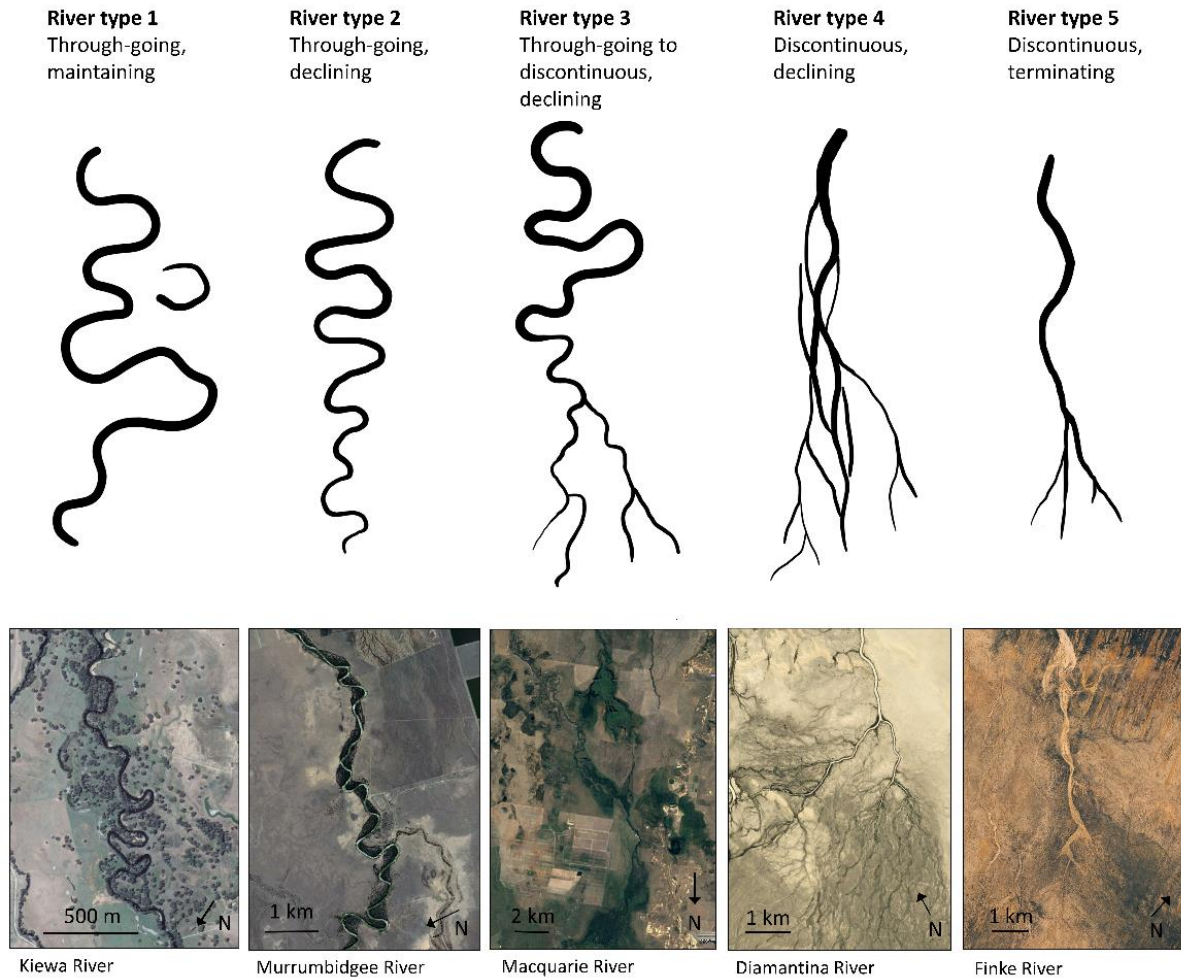 River type 1
Through-going,
maintaining
River type 2
Through-going,
declining
River type 3
Through-going to
discontinuous,
declining
River type 4
Discontinuous,
declining
River type 5
Discontinuous,
terminating
500 m
N
1 km
N
2 km
N
1 km
N
1 km
N
Kiewa River
Murrumbidgee River
Macquarie River
Diamantina River
Finke River